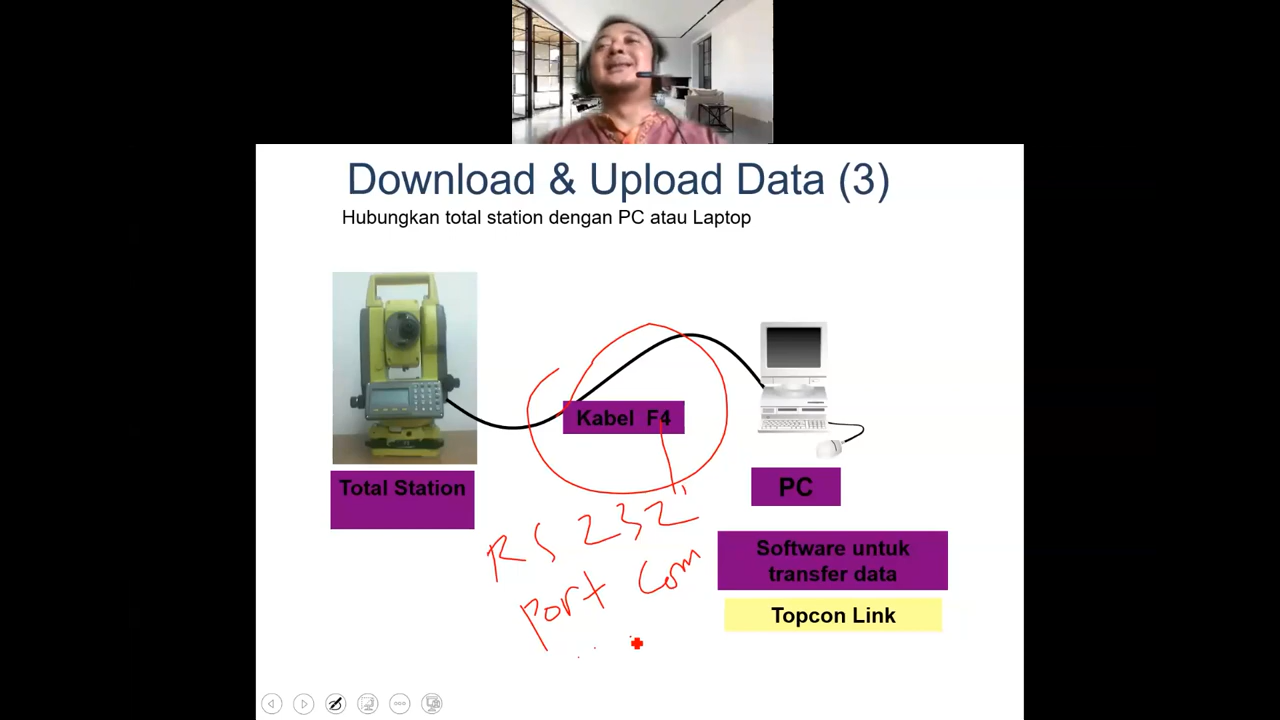 Download & Upload Data (3)
Hubungkan total station dengan PC atau Laptop
Kabel F4
Total Station
PC
RS 232
Port Com
Software untuk
transfer data
Topcon Link